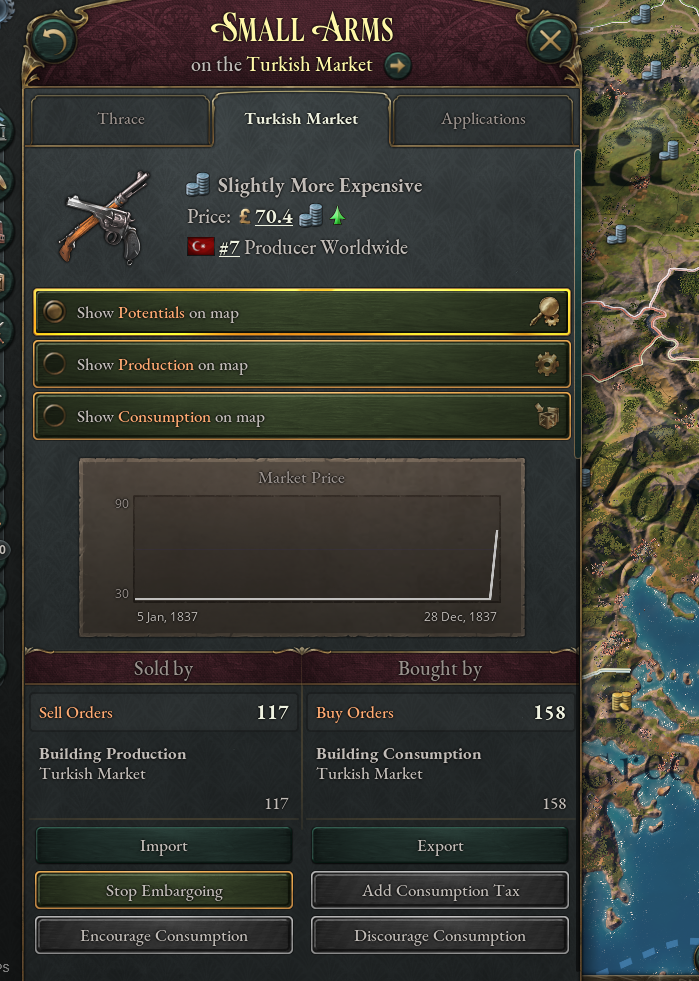 Small Arms
on the Turkish Market
Thrace
Turkish Market
Applications
Slightly More Expensive
Price: £ 70.4
#7 Producer Worldwide
Show Potentials on map
Show Production on map
Show Consumption on map
Market Price
90
30
5 Jan, 1837
28 Dec, 1837
Sold by
Bought by
Sell Orders 117
Buy Orders 158
Building Production
Turkish Market
117
Building Consumption
Turkish Market
158
Import
Export
Stop Embargoing
Add Consumption Tax
Encourage Consumption
Discourage Consumption